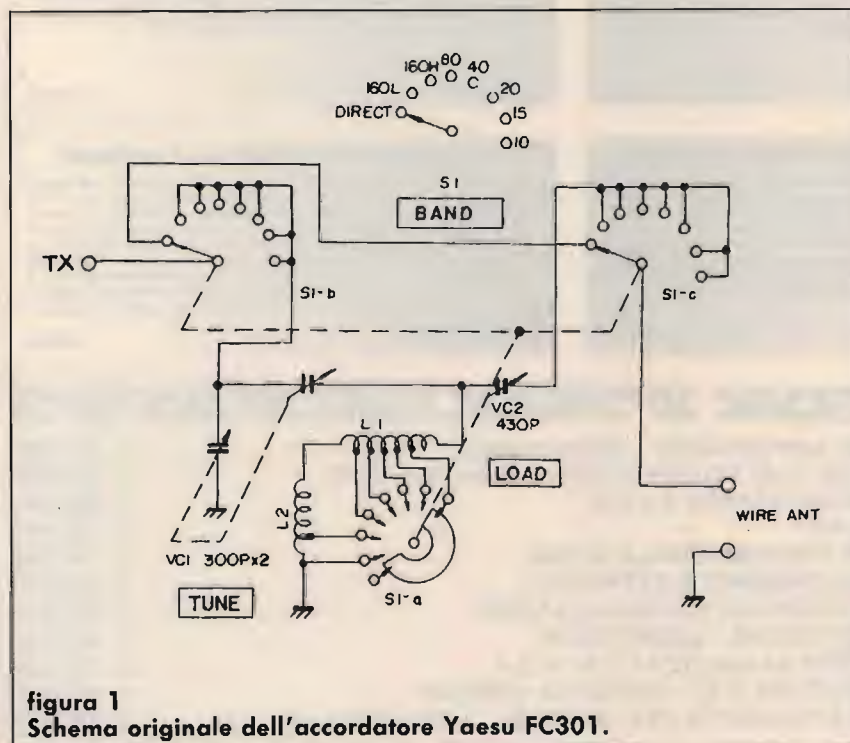 160L
160H
80
40
20
15
10
DIRECT
S1
BAND
TX
S1-b
S1-c
VC2
430P
L1
LOAD
L2
WIRE ANT
VC1 300Px2
S1-a
TUNE
figura 1
Schema originale dell'accordatore Yaesu FC301.